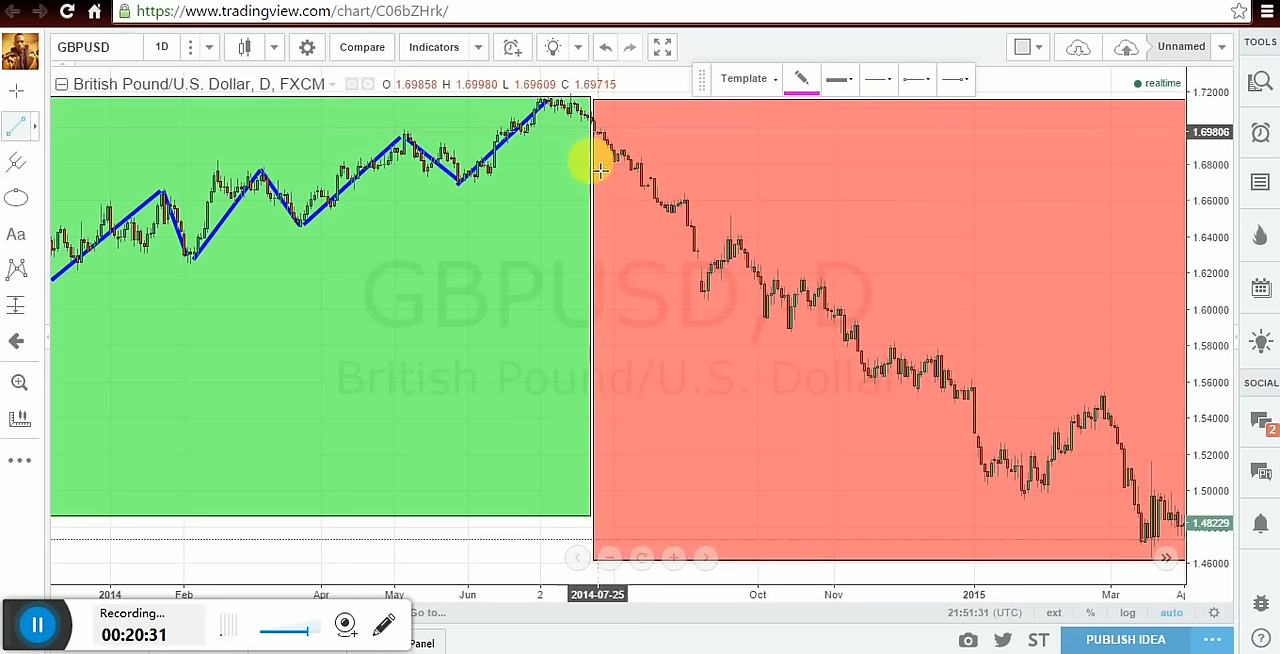 https://www.tradingview.com/chart/C06bZHrk/
GBPUSD 1D Compare Indicators Unnamed TOOLS
British Pound/U.S. Dollar, D, FXCM O 1.69858 H 1.69980 L 1.69609 C 1.69715
Template
realtime
1.72000
1.69806
1.68000
1.66000
1.64000
1.62000
1.60000
1.58000
1.56000
1.54000
1.52000
1.50000
1.48229
1.46000
Aa
GBPUSD, D
British Pound/U.S. Dollar
SOCIAL
2
2014 Feb Apr May Jun 2 2014-07-25 Oct Nov 2015 Mar
Recording...
00:20:31
o to...
21:51:31 (UTC) ext % log auto
Panel
ST PUBLISH IDEA